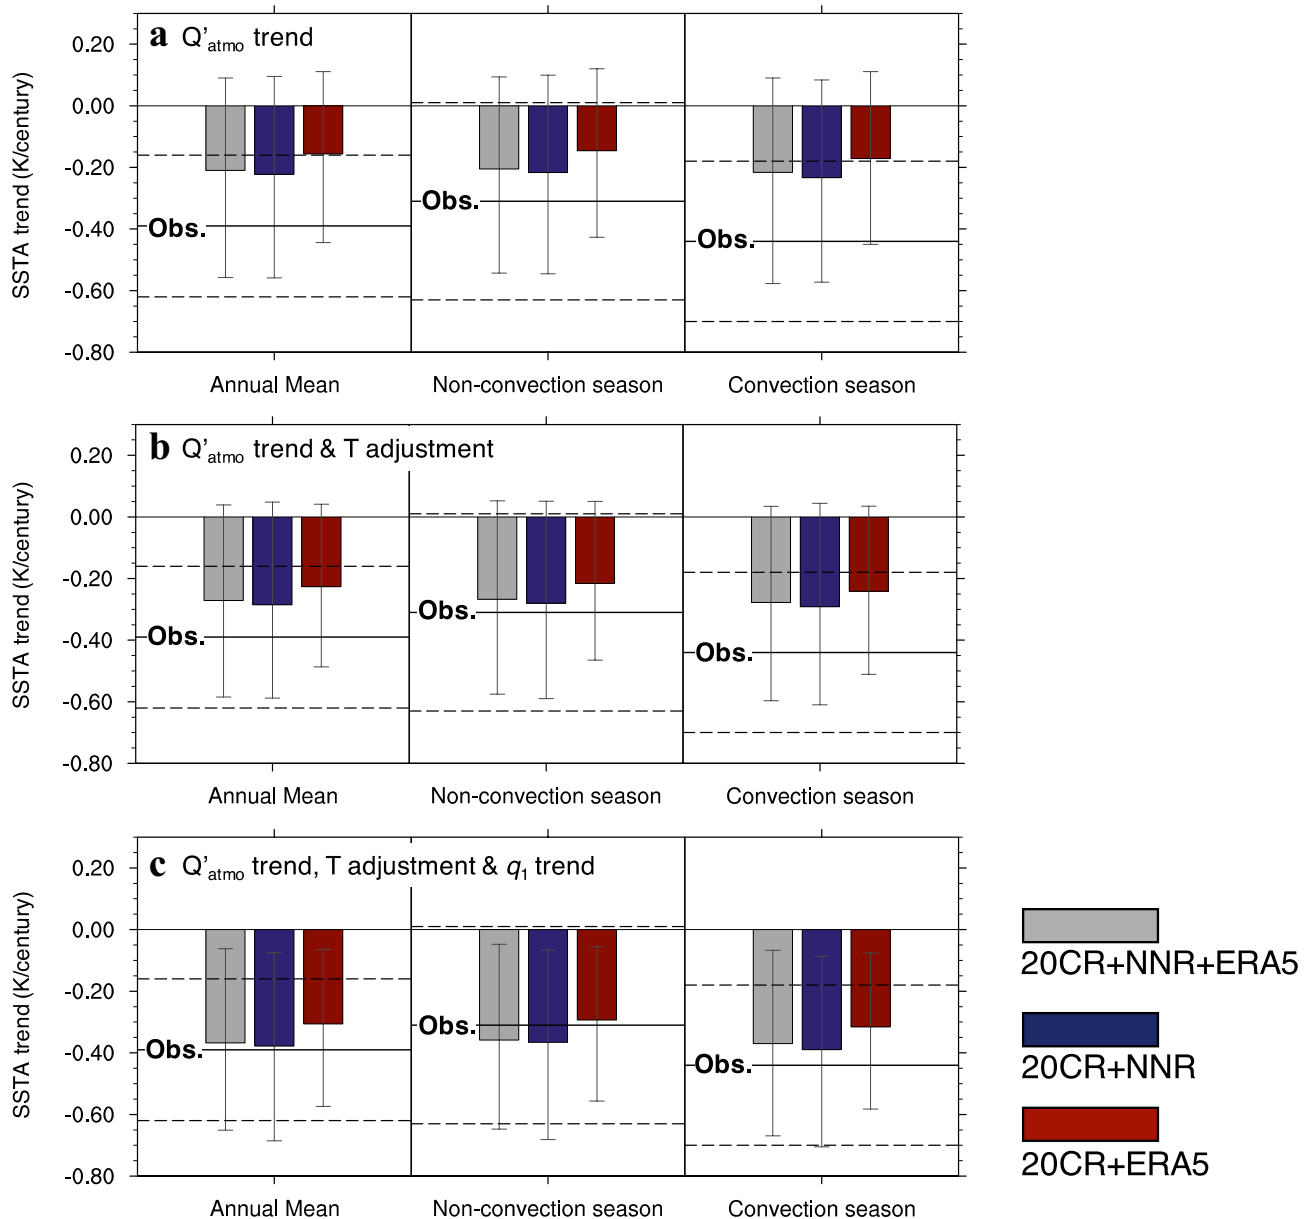 a Q'atmo trend
SSTA trend (K/century)
0.20
0.00
-0.20
-0.40
-0.60
-0.80
Obs.
Obs.
Obs.
Annual Mean
Non-convection season
Convection season
b Q'atmo trend & T adjustment
SSTA trend (K/century)
0.20
0.00
-0.20
-0.40
-0.60
-0.80
Obs.
Obs.
Obs.
Annual Mean
Non-convection season
Convection season
c Q'atmo trend, T adjustment & q1 trend
SSTA trend (K/century)
0.20
0.00
-0.20
-0.40
-0.60
-0.80
Obs.
Obs.
Obs.
Annual Mean
Non-convection season
Convection season
20CR+NNR+ERA5
20CR+NNR
20CR+ERA5